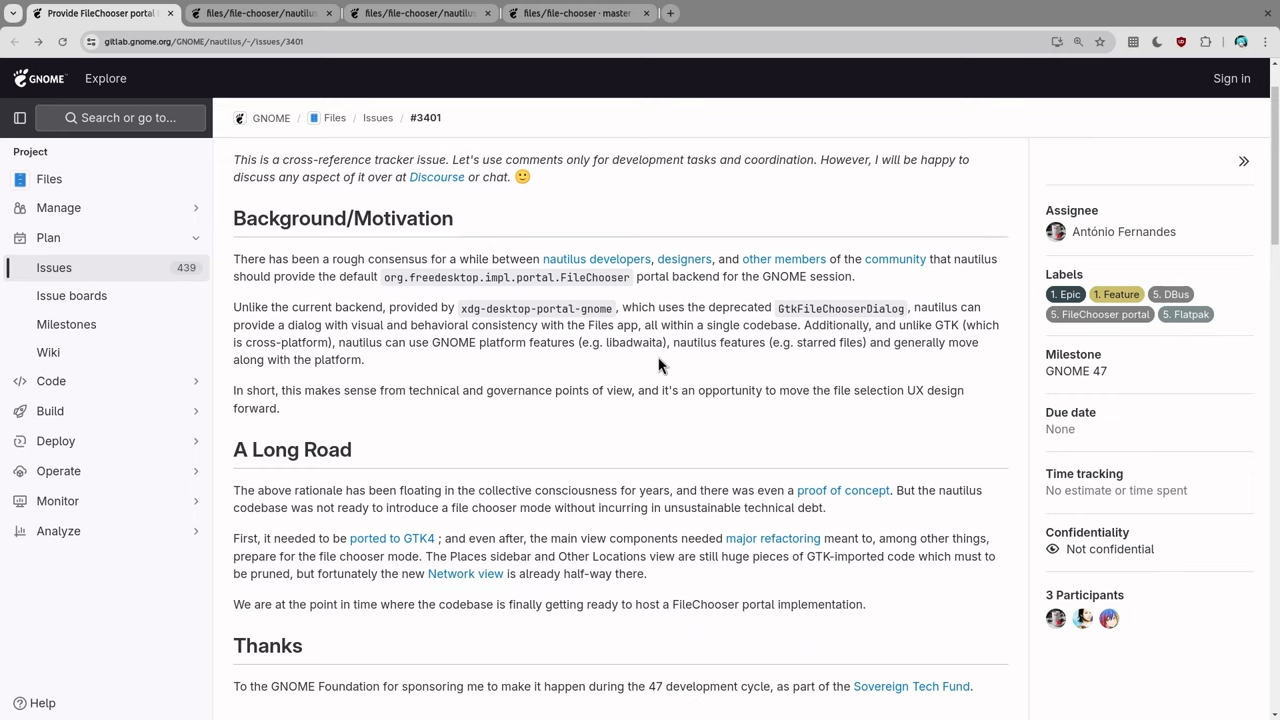 Provide FileChooser portal
files/file-chooser/nautilus
files/file-chooser/nautilus
files/file-chooser · master
gitlab.gnome.org/GNOME/nautilus/-/issues/3401
GNOME
Explore
Sign in
Search or go to...
GNOME / Files / Issues / #3401
Project
Files
Manage
Plan
Issues 439
Issue boards
Milestones
Wiki
Code
Build
Deploy
Operate
Monitor
Analyze
Help
This is a cross-reference tracker issue. Let's use comments only for development tasks and coordination. However, I will be happy to
discuss any aspect of it over at Discourse or chat. 🙂
Background/Motivation
There has been a rough consensus for a while between nautilus developers, designers, and other members of the community that nautilus
should provide the default org.freedesktop.impl.portal.FileChooser portal backend for the GNOME session.
Unlike the current backend, provided by xdg-desktop-portal-gnome, which uses the deprecated GtkFileChooserDialog, nautilus can
provide a dialog with visual and behavioral consistency with the Files app, all within a single codebase. Additionally, and unlike GTK (which
is cross-platform), nautilus can use GNOME platform features (e.g. libadwaita), nautilus features (e.g. starred files) and generally move
along with the platform.
In short, this makes sense from technical and governance points of view, and it's an opportunity to move the file selection UX design
forward.
A Long Road
The above rationale has been floating in the collective consciousness for years, and there was even a proof of concept. But the nautilus
codebase was not ready to introduce a file chooser mode without incurring in unsustainable technical debt.
First, it needed to be ported to GTK4 ; and even after, the main view components needed major refactoring meant to, among other things,
prepare for the file chooser mode. The Places sidebar and Other Locations view are still huge pieces of GTK-imported code which must to
be pruned, but fortunately the new Network view is already half-way there.
We are at the point in time where the codebase is finally getting ready to host a FileChooser portal implementation.
Thanks
To the GNOME Foundation for sponsoring me to make it happen during the 47 development cycle, as part of the Sovereign Tech Fund.
Assignee
António Fernandes
Labels
1. Epic 1. Feature 5. DBus
5. FileChooser portal 5. Flatpak
Milestone
GNOME 47
Due date
None
Time tracking
No estimate or time spent
Confidentiality
Not confidential
3 Participants